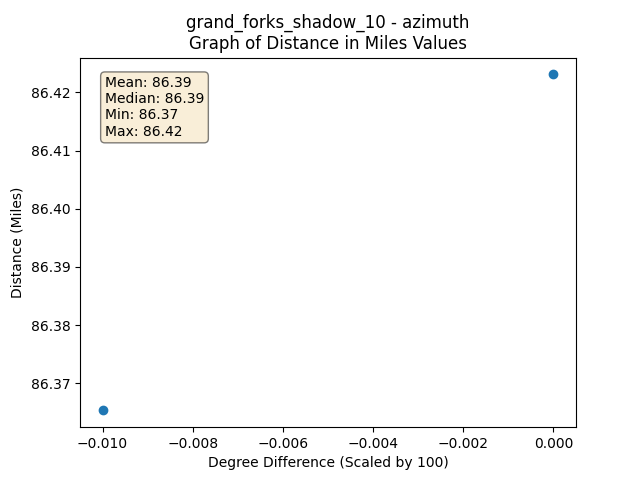 grand_forks_shadow_10 - azimuth
Graph of Distance in Miles Values
Mean: 86.39
Median: 86.39
Min: 86.37
Max: 86.42
86.42
86.41
86.40
86.39
86.38
86.37
Distance (Miles)
−0.010 −0.008 −0.006 −0.004 −0.002 0.000
Degree Difference (Scaled by 100)